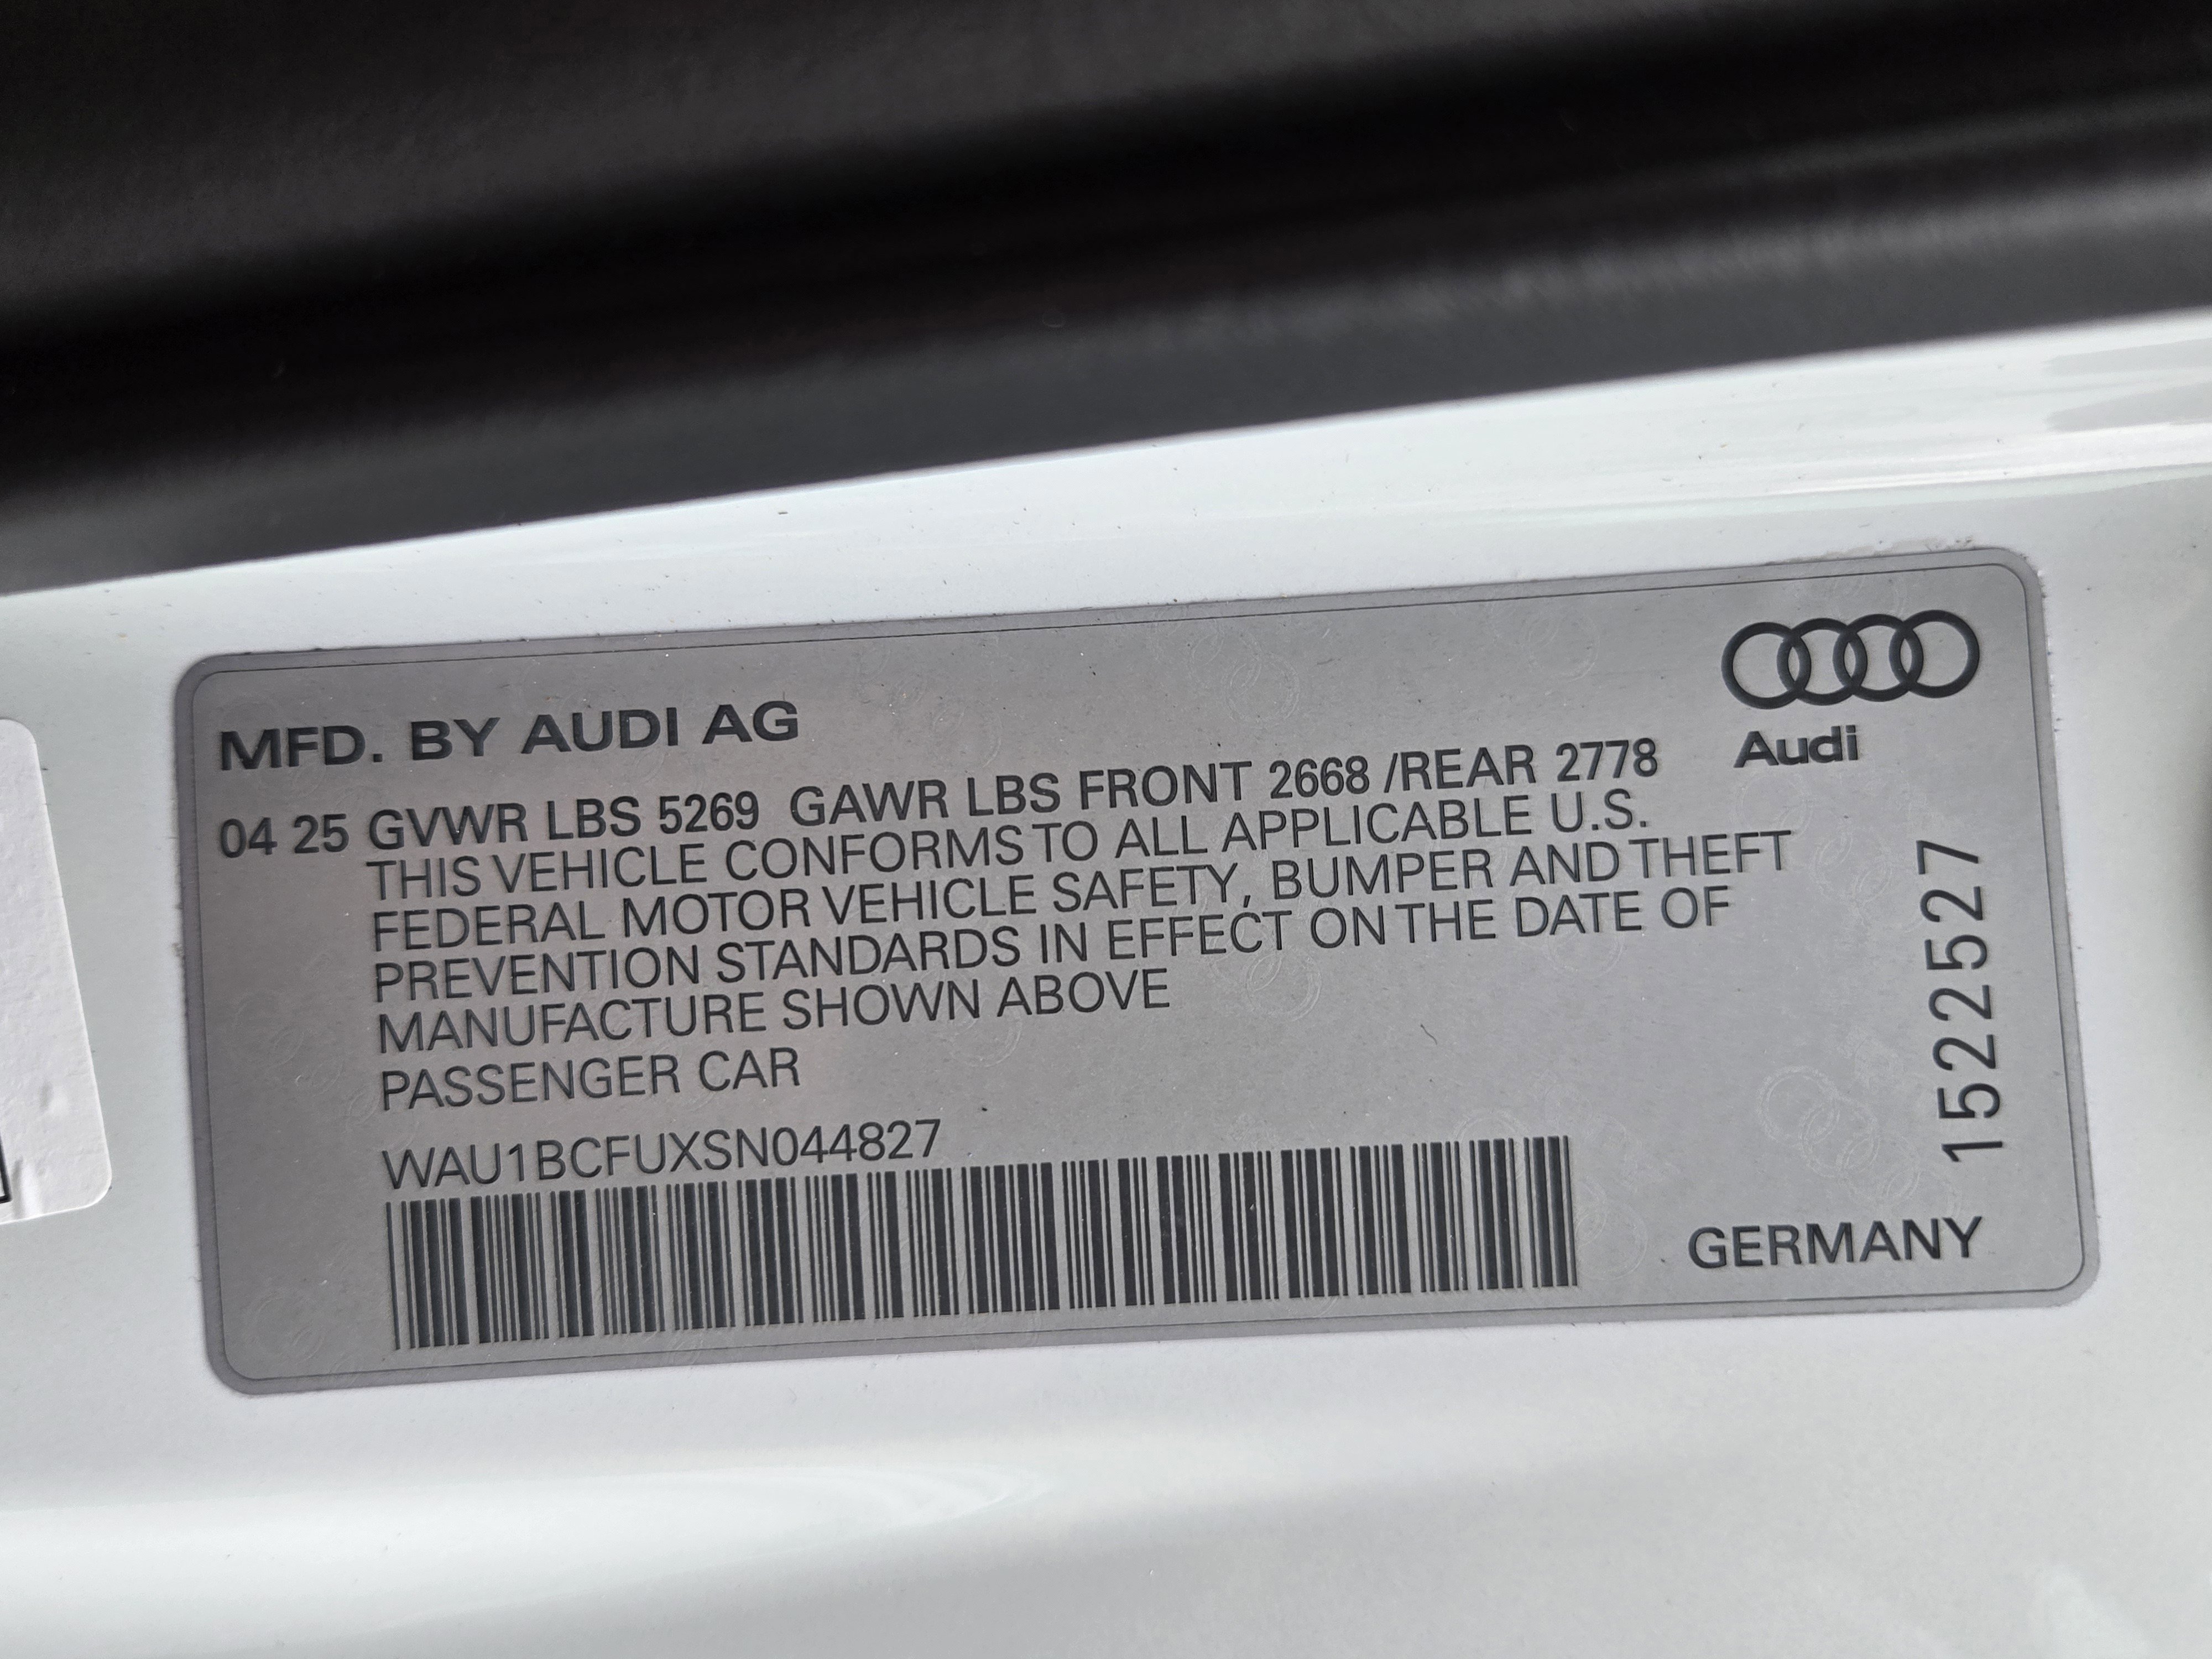 MFD. BY AUDI AG
Audi
04 25 GVWR LBS 5269 GAWR LBS FRONT 2668 /REAR 2778
THIS VEHICLE CONFORMS TO ALL APPLICABLE U.S.
FEDERAL MOTOR VEHICLE SAFETY, BUMPER AND THEFT
PREVENTION STANDARDS IN EFFECT ON THE DATE OF
MANUFACTURE SHOWN ABOVE
PASSENGER CAR
WAU1BCFUXSN044827
1522527
GERMANY